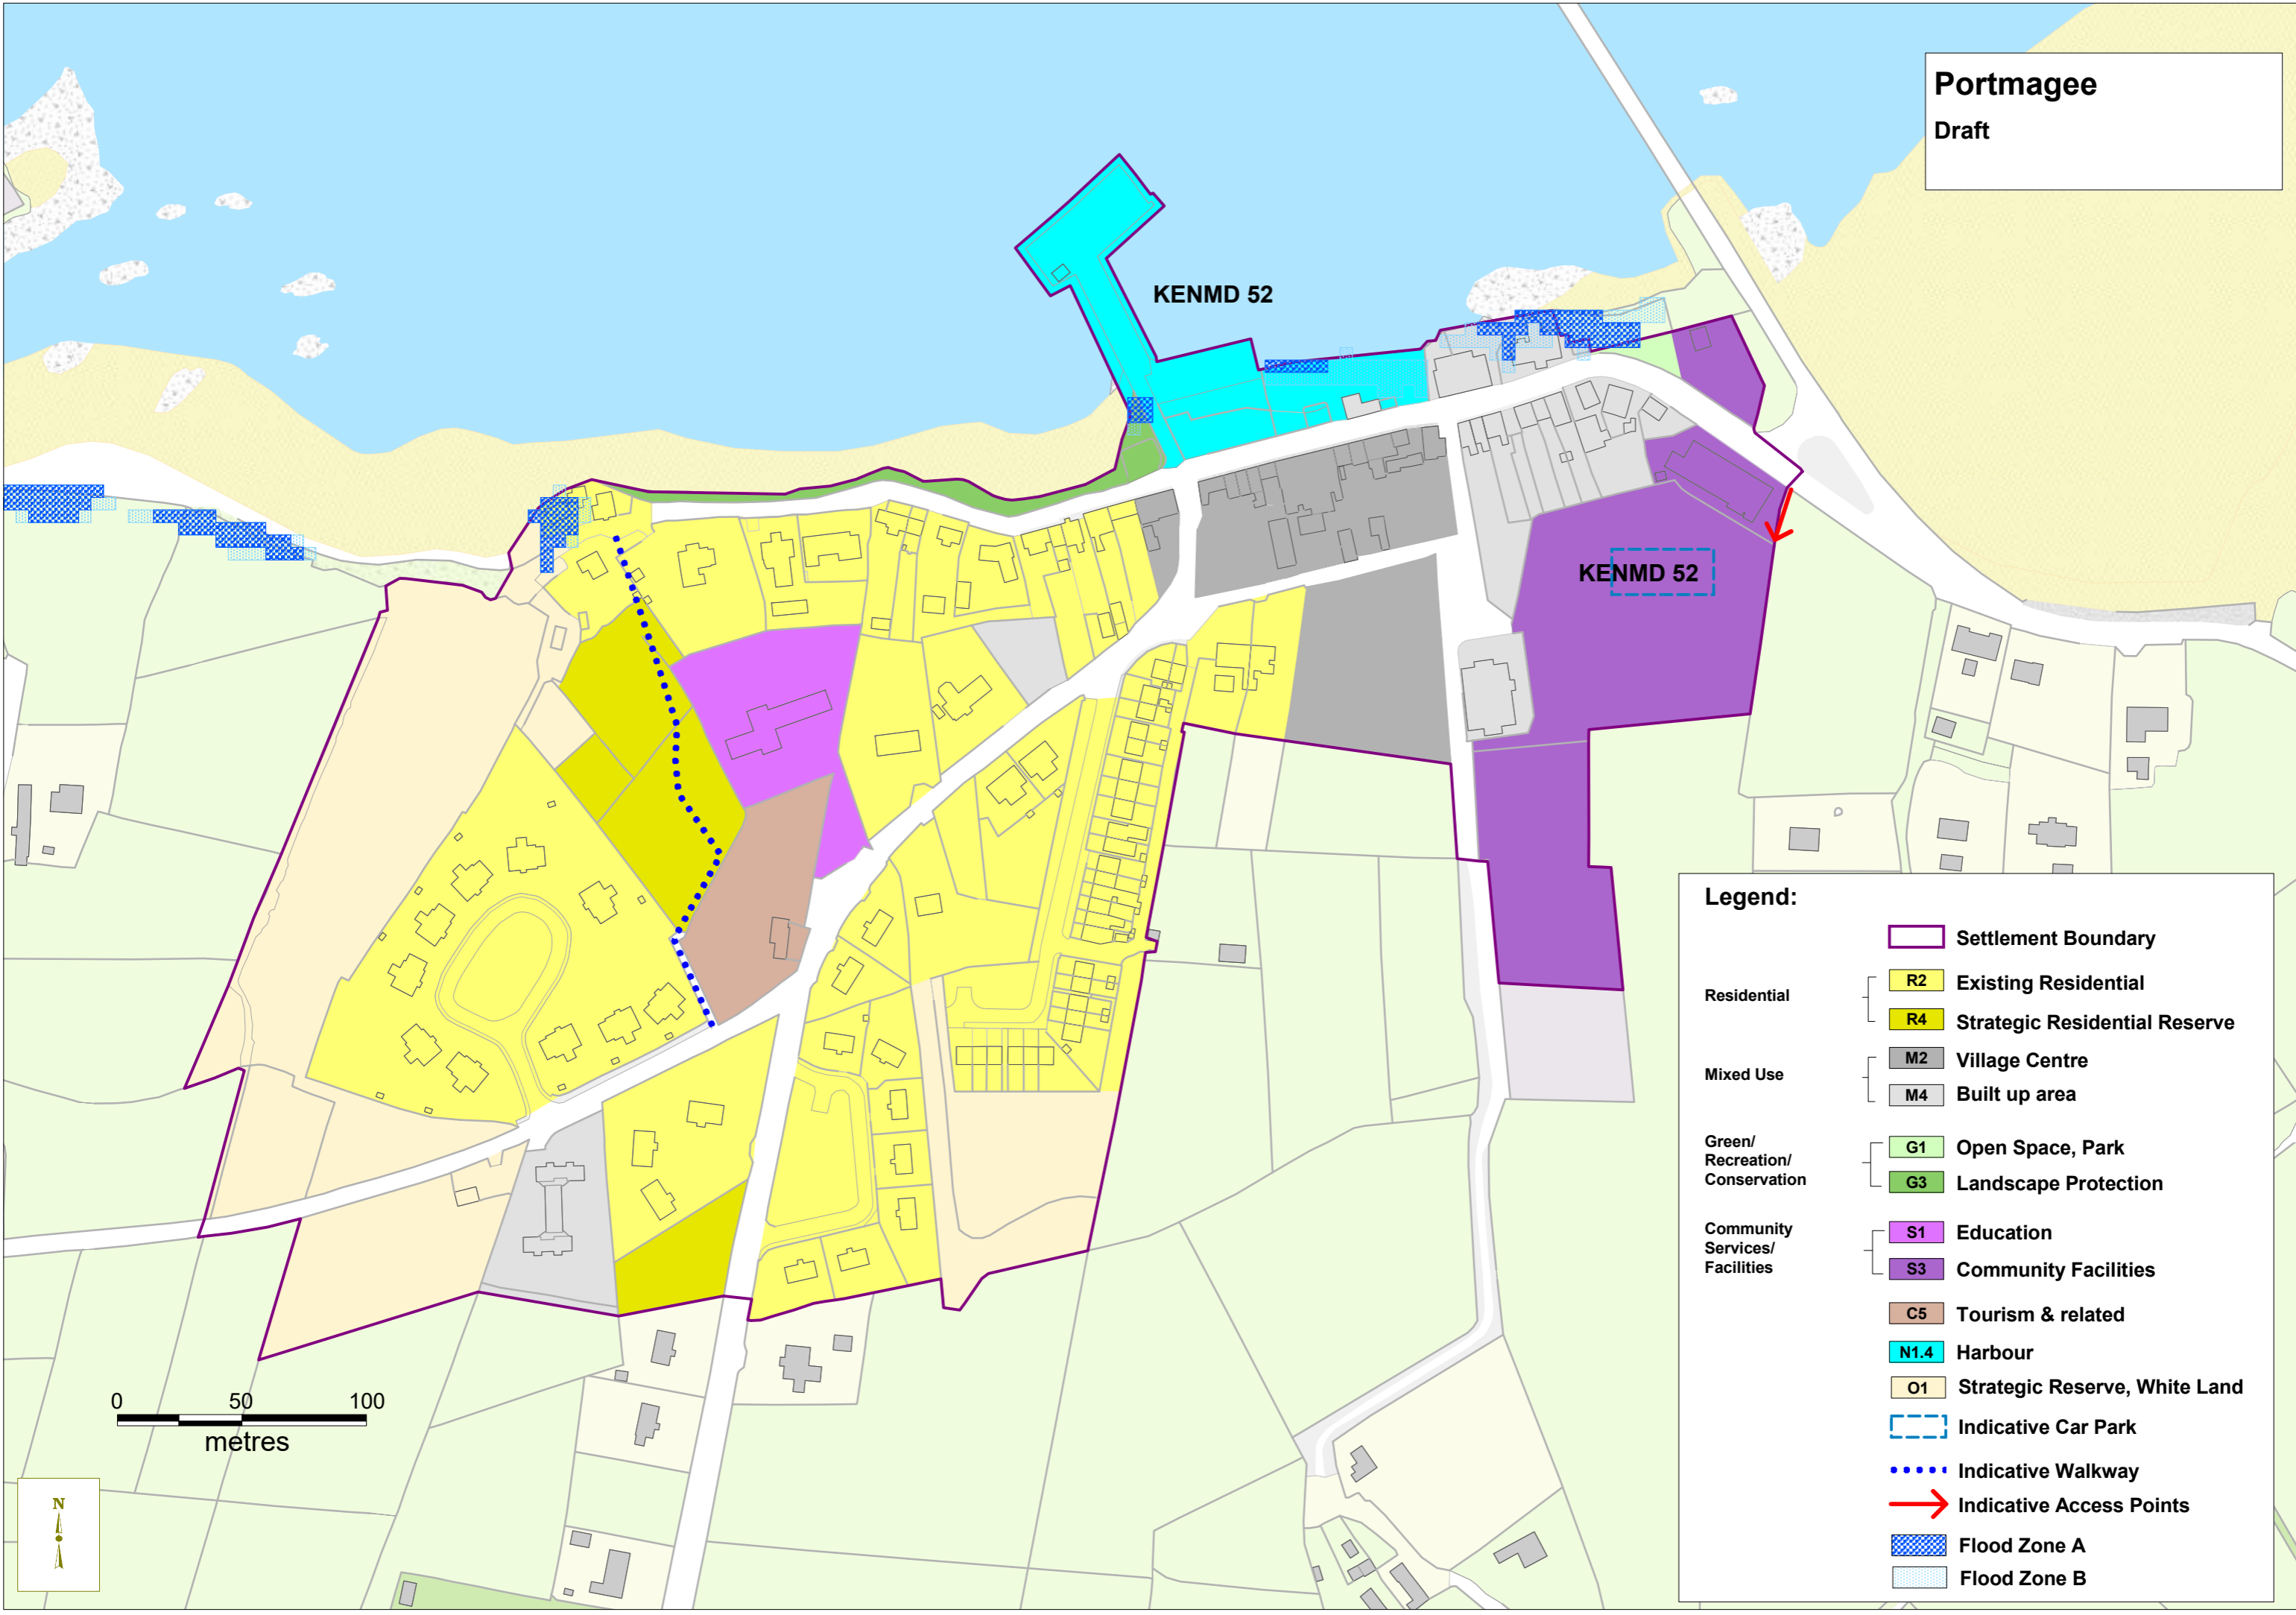 Portmagee
Draft
KENMD 52
KENMD 52
Legend:
Settlement Boundary
Residential
R2 Existing Residential
R4 Strategic Residential Reserve
Mixed Use
M2 Village Centre
M4 Built up area
Green/
Recreation/
Conservation
G1 Open Space, Park
G3 Landscape Protection
Community
Services/
Facilities
S1 Education
S3 Community Facilities
C5 Tourism & related
N1.4 Harbour
O1 Strategic Reserve, White Land
Indicative Car Park
Indicative Walkway
Indicative Access Points
Flood Zone A
Flood Zone B
0 50 100
metres
N